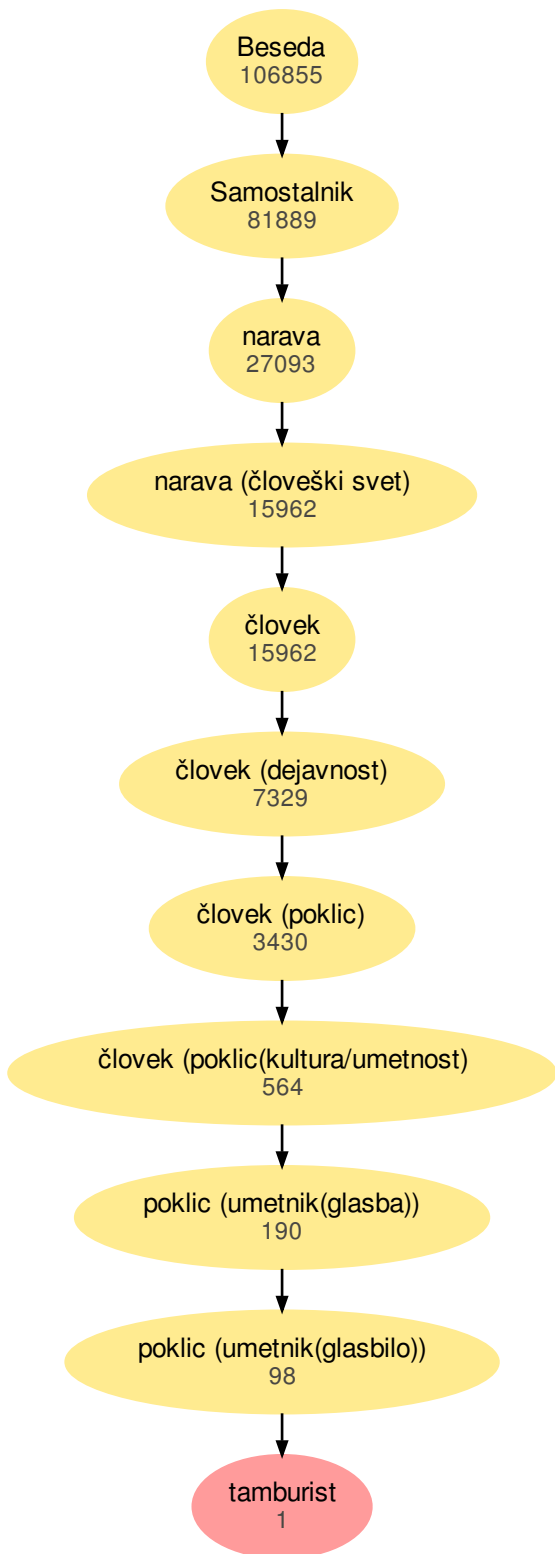 Beseda
106855
Samostalnik
81889
narava
27093
narava (človeški svet)
15962
človek
15962
človek (dejavnost)
7329
človek (poklic)
3430
človek (poklic(kultura/umetnost)
564
poklic (umetnik(glasba))
190
poklic (umetnik(glasbilo))
98
tamburist
1